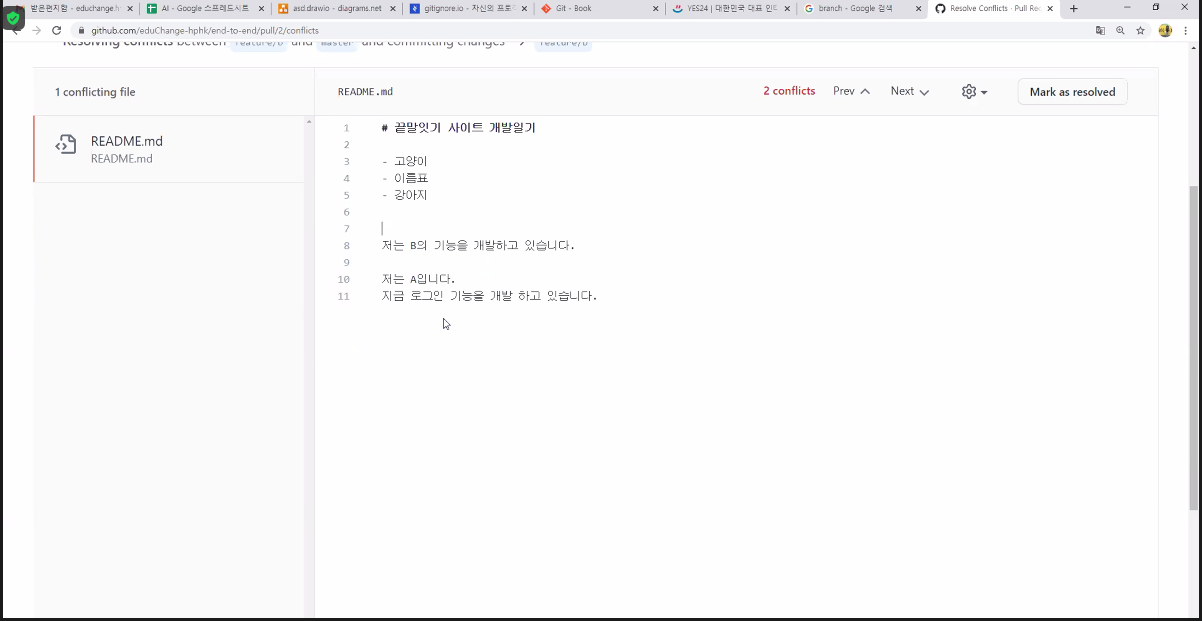 받은편지함 - educhange.h
AI - Google 스프레드시트
asd.drawio - diagrams.net
gitignore.io - 자신의 프로
Git - Book
YES24 | 대한민국 대표 인터
branch - Google 검색
Resolve Conflicts · Pull Re
github.com/eduChange-hphk/end-to-end/pull/2/conflicts
Resolving conflicts between feature/b and master and committing changes → feature/b
1 conflicting file
README.md
2 conflicts
Prev
Next
Mark as resolved
README.md
README.md
1 # 끝말잇기 사이트 개발일기
2
3 - 고양이
4 - 이름표
5 - 강아지
6
7
8 저는 B의 기능을 개발하고 있습니다.
9
10 저는 A입니다.
11 지금 로그인 기능을 개발 하고 있습니다.